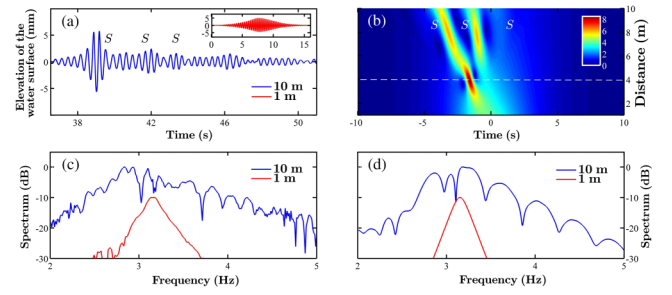 (a)
S S S
5
0
-5
0 5 10 15
5
0
-5
10 m
1 m
38 42 46 50
Time (s)
Elevation of the
water surface (mm)
(b)
S S S
8
6
4
2
0
10
8
6
4
2
Distance (m)
-10 -5 0 5 10
Time (s)
(c)
10 m
1 m
0
-10
-20
-30
Spectrum (dB)
2 3 4 5
Frequency (Hz)
(d)
10 m
1 m
0
-10
-20
-30
Spectrum (dB)
2 3 4 5
Frequency (Hz)